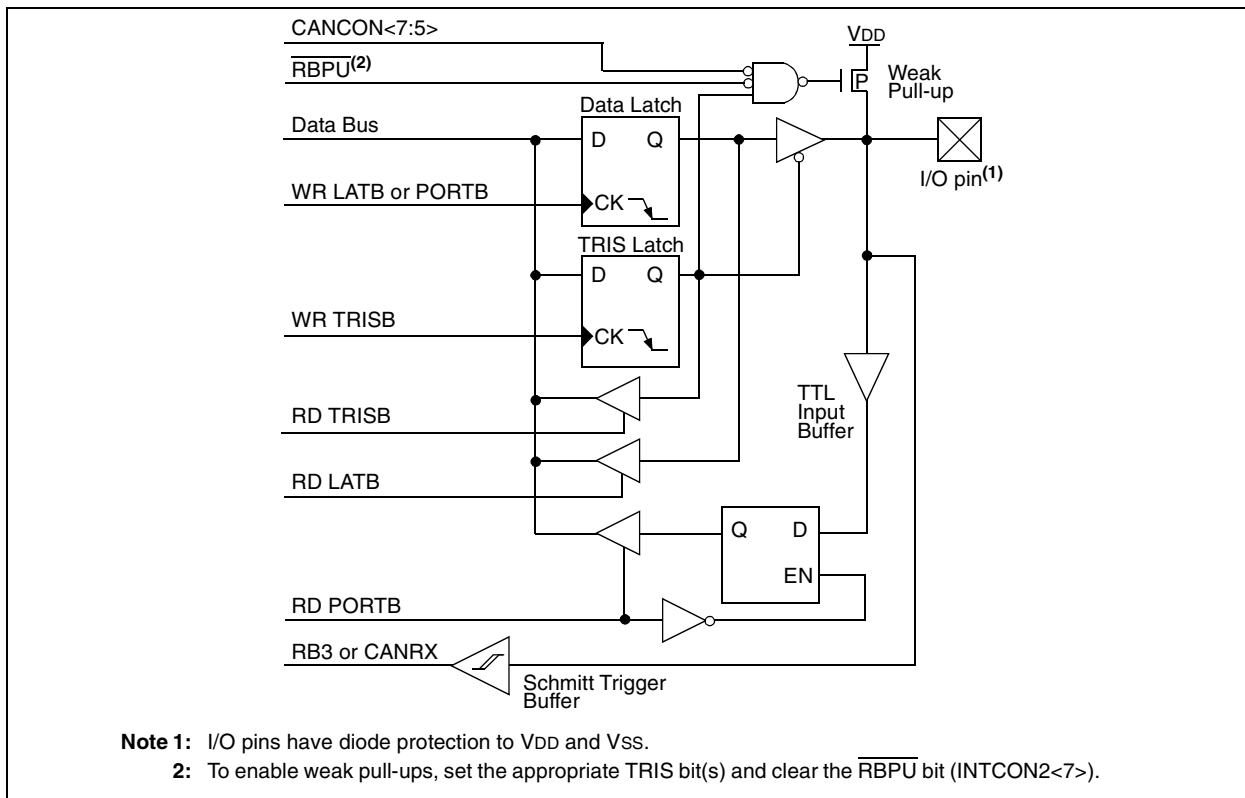 CANCON<7:5>
RBPU(2)
VDD
P
Weak
Pull-up
Data Latch
Data Bus
D Q
I/O pin(1)
WR LATB or PORTB
CK
TRIS Latch
D Q
WR TRISB
CK
TTL
Input
Buffer
RD TRISB
RD LATB
Q D
EN
RD PORTB
RB3 or CANRX
Schmitt Trigger
Buffer
Note 1: I/O pins have diode protection to VDD and VSS.
2: To enable weak pull-ups, set the appropriate TRIS bit(s) and clear the RBPU bit (INTCON2<7>).